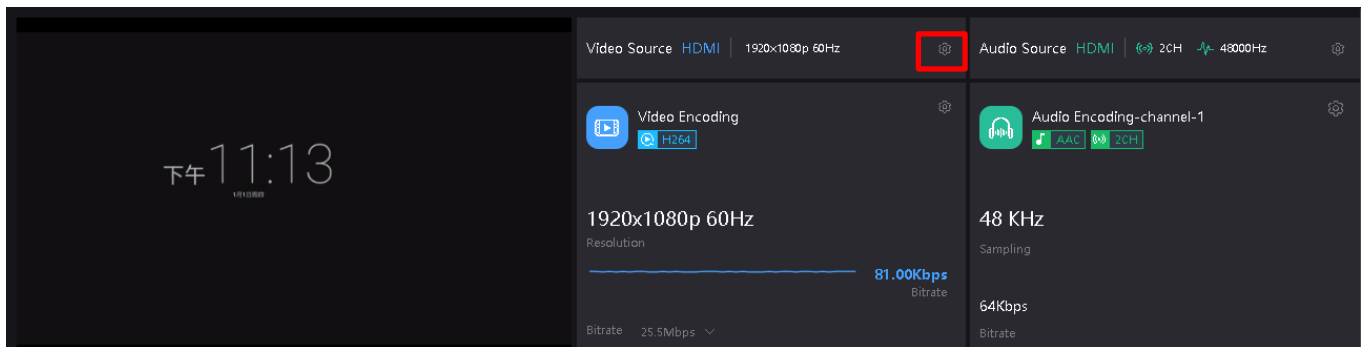 下午11:13
Video Source HDMI 1920x1080p 60Hz
Audio Source HDMI 2CH 48000Hz
Video Encoding
H264
Audio Encoding-channel-1
AAC 2CH
1920x1080p 60Hz
Resolution
81.00Kbps
Bitrate
Bitrate 25.5Mbps
48 KHz
Sampling
64Kbps
Bitrate